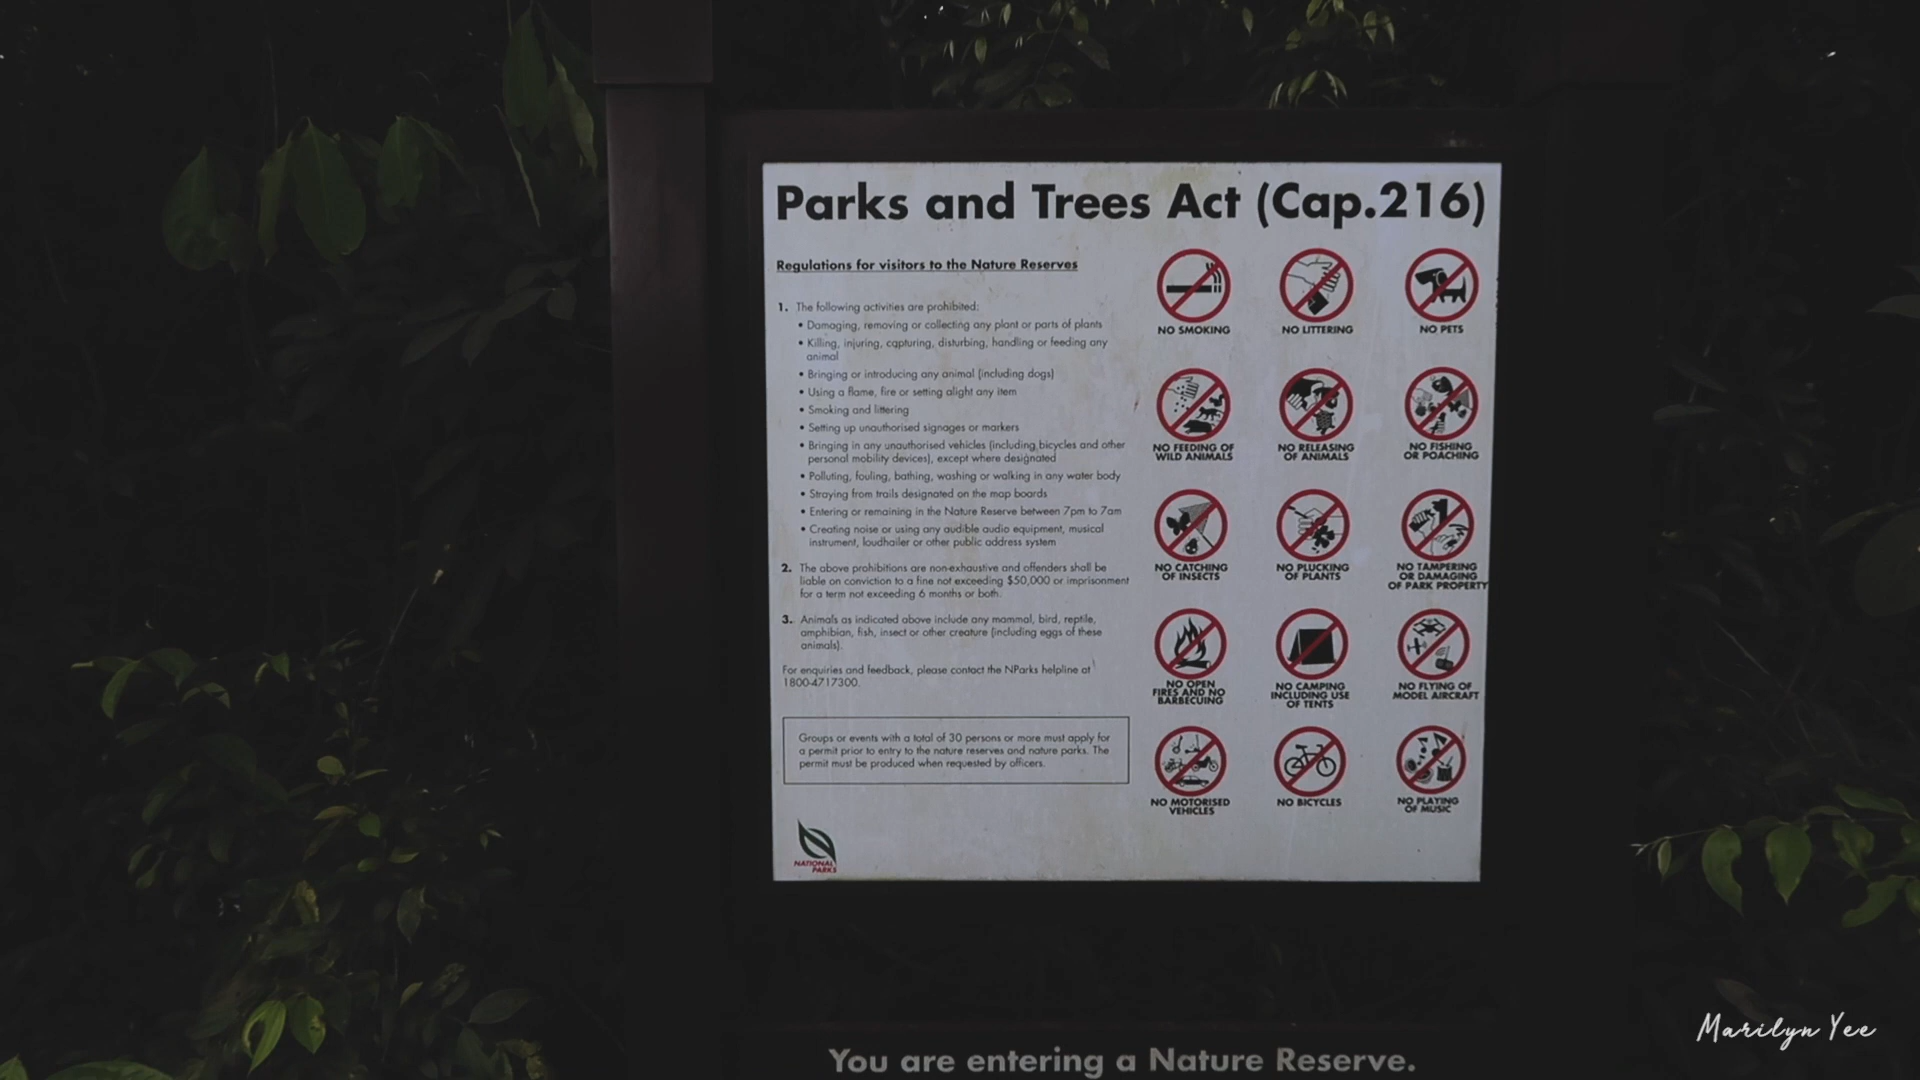 Parks and Trees Act (Cap.216)
Regulations for visitors to the Nature Reserves
1. The following activities are prohibited:
• Damaging, removing or collecting any plant or parts of plants
• Killing, injuring, capturing, disturbing, handling or feeding any
animal
• Bringing or introducing any animal (including dogs)
• Using a flame, fire or setting alight any item
• Smoking and littering
• Setting up unauthorised signages or markers
• Bringing in any unauthorised vehicles (including bicycles and other
personal mobility devices), except where designated
• Polluting, fouling, bathing, washing or walking in any water body
• Straying from trails designated on the map boards
• Entering or remaining in the Nature Reserve between 7pm to 7am
• Creating noise or using any audible audio equipment, musical
instrument, loudhailer or other public address system
2. The above prohibitions are non-exhaustive and offenders shall be
liable on conviction to a fine not exceeding $50,000 or imprisonment
for a term not exceeding 6 months or both.
3. Animals as indicated above include any mammal, bird, reptile,
amphibian, fish, insect or other creature (including eggs of these
animals).
For enquiries and feedback, please contact the NParks helpline at
1800-4717300.
Groups or events with a total of 30 persons or more must apply for
a permit prior to entry to the nature reserves and nature parks. The
permit must be produced when requested by officers.
NATIONAL
PARKS
NO SMOKING
NO LITTERING
NO PETS
NO FEEDING OF
WILD ANIMALS
NO RELEASING
OF ANIMALS
NO FISHING
OR POACHING
NO CATCHING
OF INSECTS
NO PLUCKING
OF PLANTS
NO TAMPERING
OR DAMAGING
OF PARK PROPERTY
NO OPEN
FIRES AND NO
BARBECUING
NO CAMPING
INCLUDING USE
OF TENTS
NO FLYING OF
MODEL AIRCRAFT
NO MOTORISED
VEHICLES
NO BICYCLES
NO PLAYING
OF MUSIC
You are entering a Nature Reserve.
Marilyn Yee